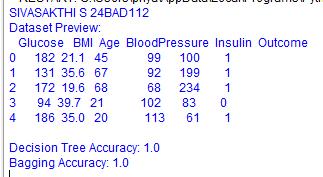 SIVASAKTHI S 24BAD112
Dataset Preview:
Glucose BMI Age BloodPressure Insulin Outcome
0 182 21.1 45 99 100 1
1 131 35.6 67 92 199 1
2 172 19.6 68 68 234 1
3 94 39.7 21 102 83 0
4 186 35.0 20 113 61 1
Decision Tree Accuracy: 1.0
Bagging Accuracy: 1.0